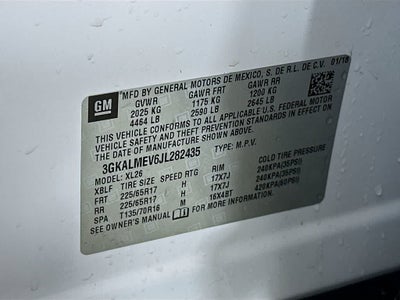 GM
MFD BY GENERAL MOTORS DE MEXICO, S. DE R.L. DE C.V. 01/18
GVWR GAWR FRT GAWR RR
2025 KG 1175 KG 1200 KG
4464 LB 2590 LB 2645 LB
THIS VEHICLE CONFORMS TO ALL APPLICABLE U.S. FEDERAL MOTOR
VEHICLE SAFETY AND THEFT PREVENTION STANDARDS IN EFFECT ON
THE DATE OF MANUFACTURE SHOWN ABOVE.
3GKALMEV6JL282435 TYPE: M.P.V.
MODEL: XL26
XBLF TIRE SIZE SPEED RTG RIM COLD TIRE PRESSURE
FRT 225/65R17 H 17X7J 240KPA(35PSI)
RR 225/65R17 H 17X7J 240KPA(35PSI)
SPA T135/70R16 M 16X4BT 420KPA(60PSI)
SEE OWNER'S MANUAL FOR MORE INFORMATION.